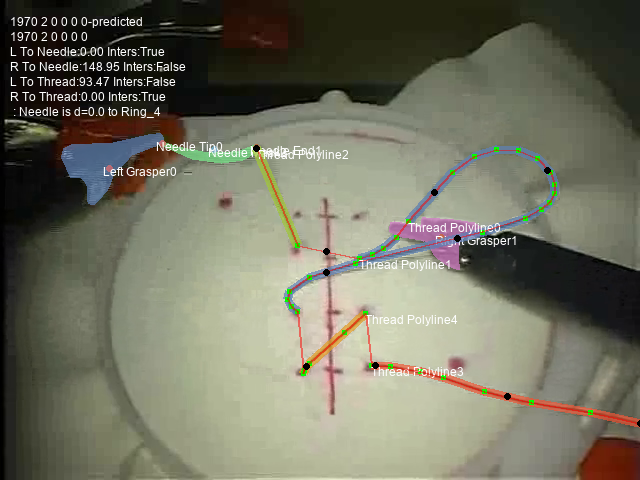 1970 2 0 0 0 0-predicted
1970 2 0 0 0 0
L To Needle:0.00 Inters:True
R To Needle:148.95 Inters:False
L To Thread:93.47 Inters:False
R To Thread:0.00 Inters:True
: Needle is d=0.0 to Ring_4
Needle Tip0
Thread Polyline2
Left Grasper0
Thread Polyline0
Right Grasper1
Thread Polyline1
Thread Polyline4
Thread Polyline3